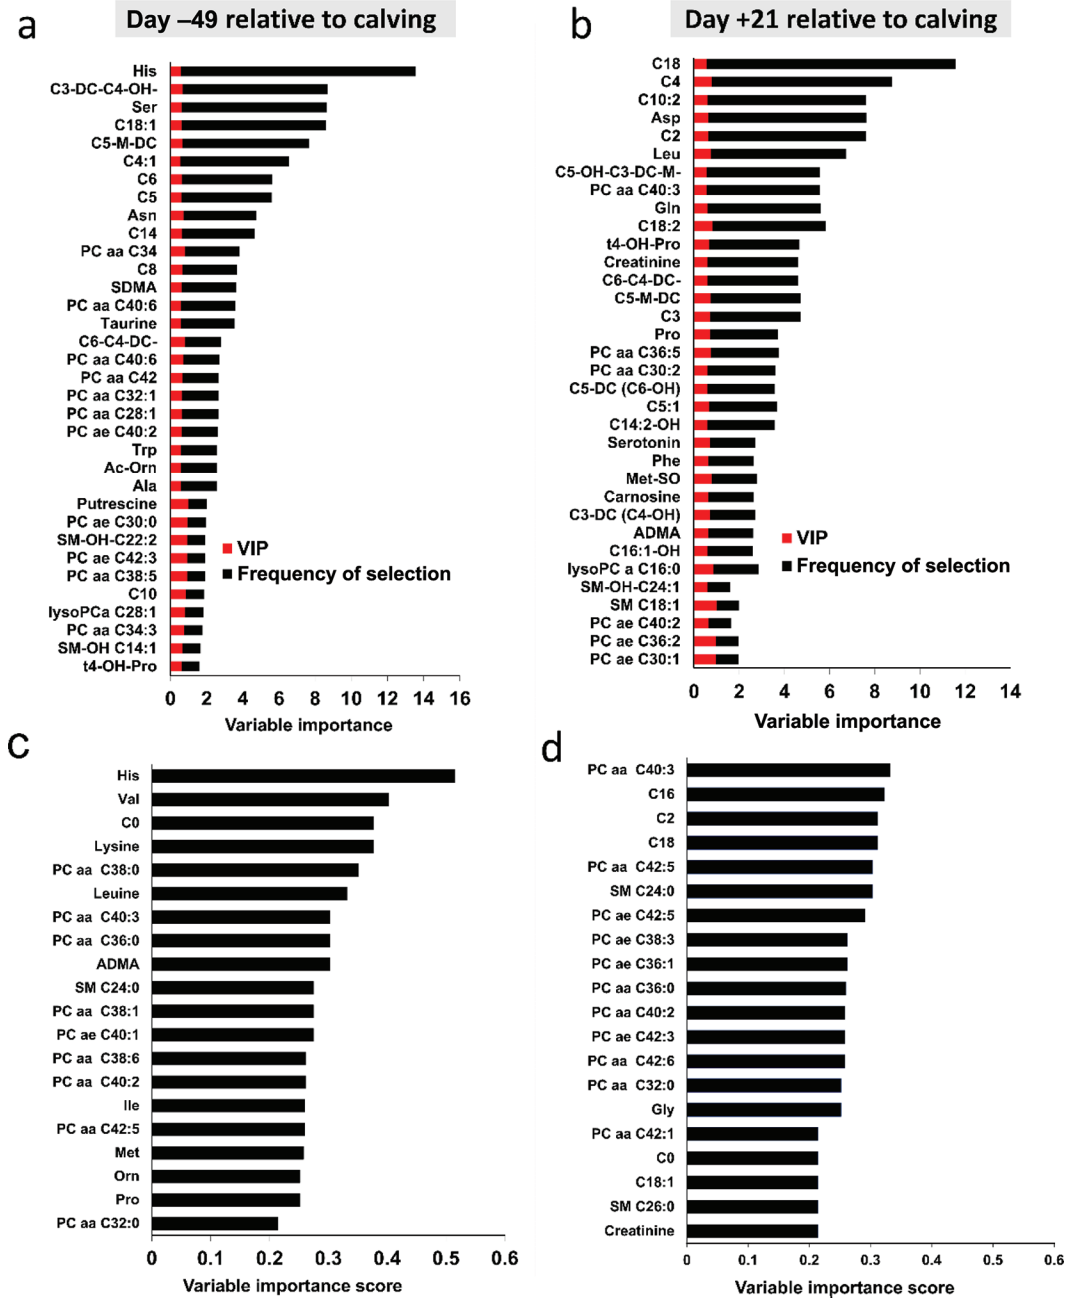 a
Day –49 relative to calving
His
C3-DC-C4-OH-
Ser
C18:1
C5-M-DC
C4:1
C6
C5
Asn
C14
PC aa C34
C8
SDMA
PC aa C40:6
Taurine
C6-C4-DC-
PC aa C40:6
PC aa C42
PC aa C32:1
PC aa C28:1
PC ae C40:2
Trp
Ac-Orn
Ala
Putrescine
PC ae C30:0
SM-OH-C22:2
PC ae C42:3
PC aa C38:5
C10
lysoPCa C28:1
PC aa C34:3
SM-OH C14:1
t4-OH-Pro
VIP
Frequency of selection
0 2 4 6 8 10 12 14 16
Variable importance
b
Day +21 relative to calving
C18
C4
C10:2
Asp
C2
Leu
C5-OH-C3-DC-M-
PC aa C40:3
Gln
C18:2
t4-OH-Pro
Creatinine
C6-C4-DC-
C5-M-DC
C3
Pro
PC aa C36:5
PC aa C30:2
C5-DC (C6-OH)
C5:1
C14:2-OH
Serotonin
Phe
Met-SO
Carnosine
C3-DC (C4-OH)
ADMA
C16:1-OH
lysoPC a C16:0
SM-OH-C24:1
SM C18:1
PC ae C40:2
PC ae C36:2
PC ae C30:1
VIP
Frequency of selection
0 2 4 6 8 10 12 14
Variable importance
c
His
Val
C0
Lysine
PC aa C38:0
Leuine
PC aa C40:3
PC aa C36:0
ADMA
SM C24:0
PC aa C38:1
PC ae C40:1
PC aa C38:6
PC aa C40:2
Ile
PC aa C42:5
Met
Orn
Pro
PC aa C32:0
0 0.1 0.2 0.3 0.4 0.5 0.6
Variable importance score
d
PC aa C40:3
C16
C2
C18
PC aa C42:5
SM C24:0
PC ae C42:5
PC ae C38:3
PC ae C36:1
PC aa C36:0
PC aa C40:2
PC ae C42:3
PC aa C42:6
PC aa C32:0
Gly
PC aa C42:1
C0
C18:1
SM C26:0
Creatinine
0 0.1 0.2 0.3 0.4 0.5 0.6
Variable importance score